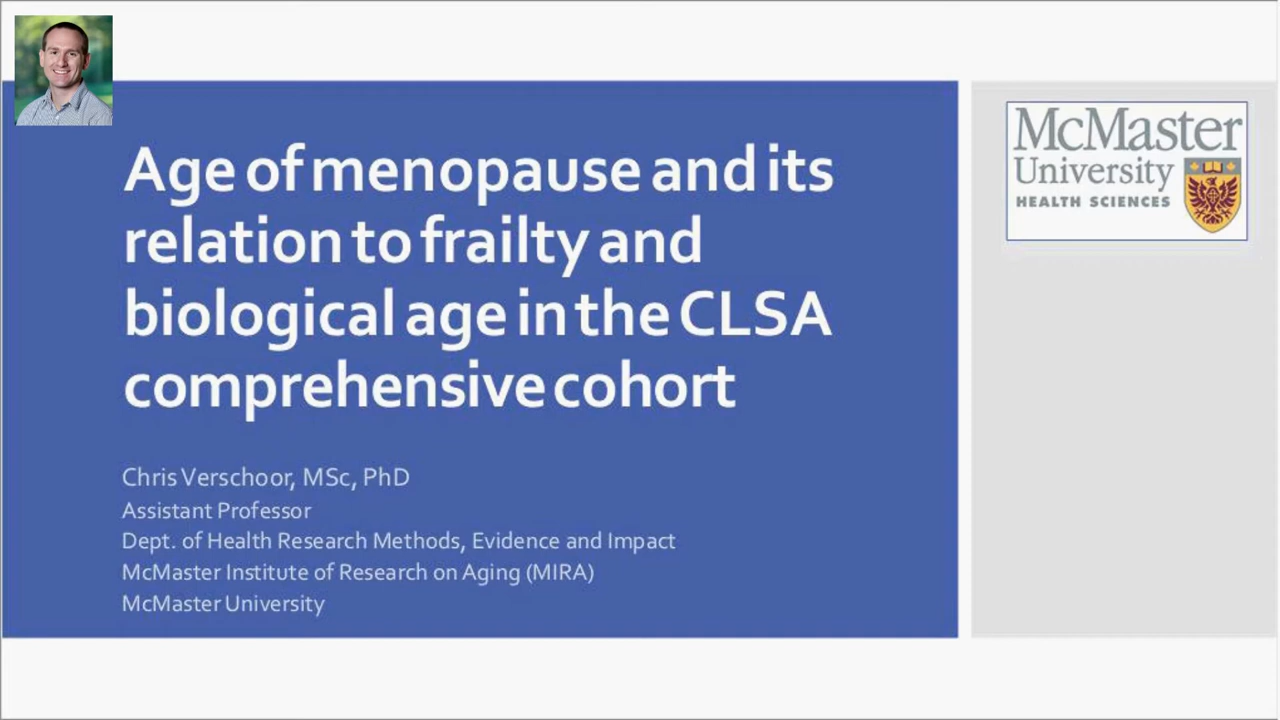 Age of menopause and its
relation to frailty and
biological age in the CLSA
comprehensive cohort
Chris Verschoor, MSc, PhD
Assistant Professor
Dept. of Health Research Methods, Evidence and Impact
McMaster Institute of Research on Aging (MIRA)
McMaster University
McMaster
University
HEALTH SCIENCES